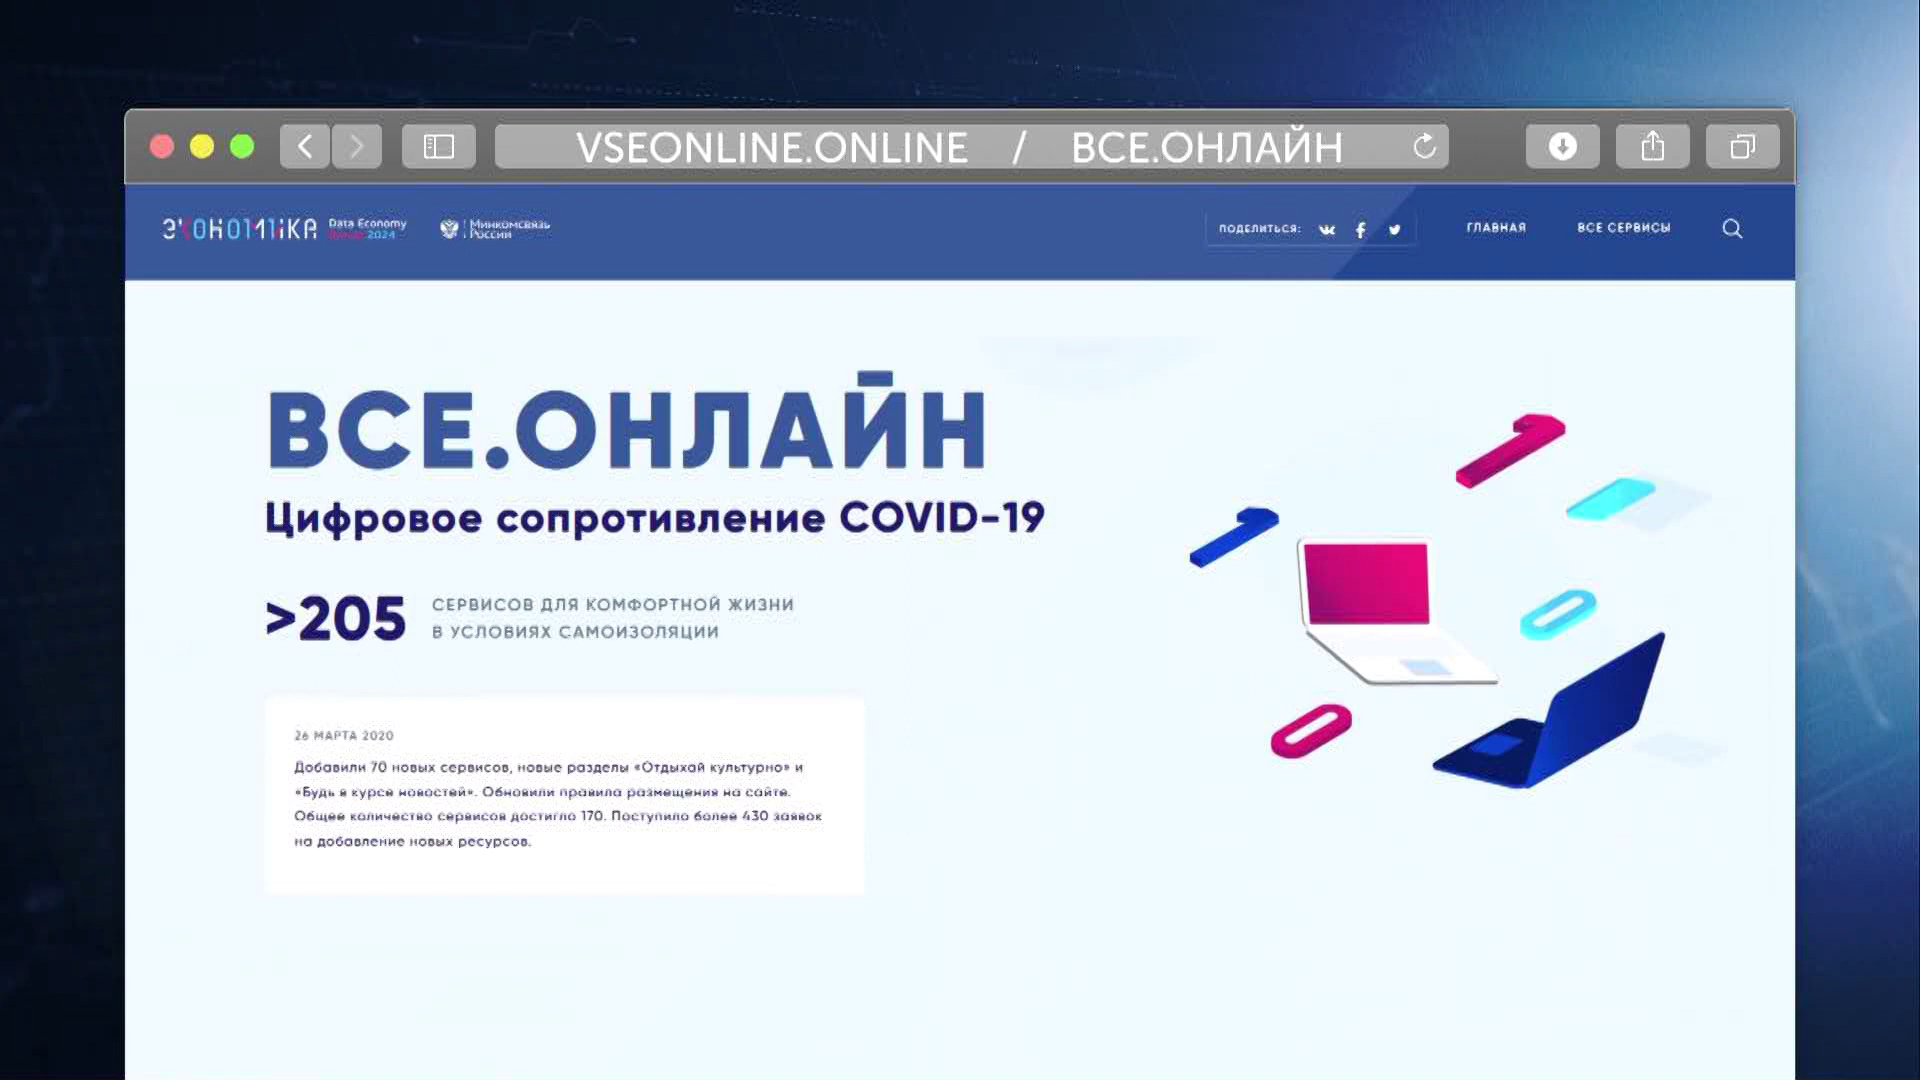 VSEONLINE.ONLINE / ВСЕ.ОНЛАЙН
ЭКОНОМИКА Data Economy
2024
Минкомсвязь
России
ПОДЕЛИТЬСЯ:
ГЛАВНАЯ
ВСЕ СЕРВИСЫ
ВСЕ.ОНЛАЙН
Цифровое сопротивление COVID-19
>205
СЕРВИСОВ ДЛЯ КОМФОРТНОЙ ЖИЗНИ
В УСЛОВИЯХ САМОИЗОЛЯЦИИ
26 МАРТА 2020
Добавили 70 новых сервисов, новые разделы «Отдыхай культурно» и
«Будь в курсе новостей». Обновили правила размещения на сайте.
Общее количество сервисов достигло 170. Поступило более 430 заявок
на добавление новых ресурсов.